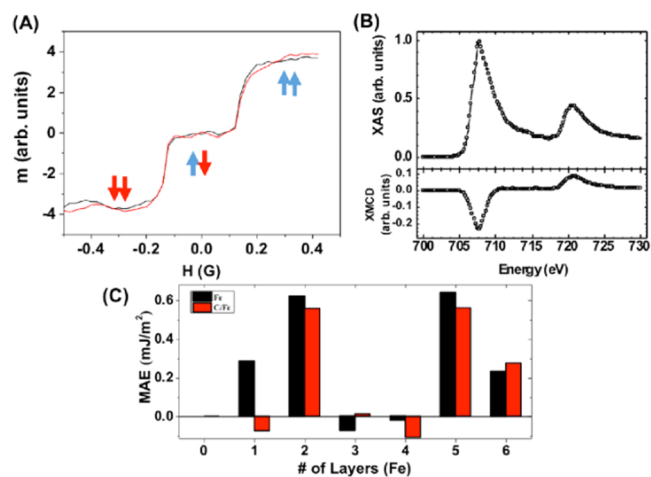 (A)
m (arb. units)
4
2
0
-2
-4
-0.4 -0.2 0.0 0.2 0.4
H (G)
(B)
XAS (arb. units)
1.0
0.5
0.0
XMCD
(arb. units)
0.1
0.0
-0.1
-0.2
700 705 710 715 720 725 730
Energy (eV)
(C)
MAE (mJ/m²)
0.6
0.4
0.2
0.0
Fe
C/Fe
0 1 2 3 4 5 6
# of Layers (Fe)